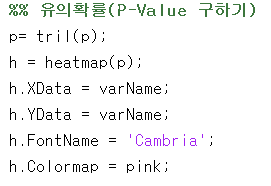 %% 유의확률(P-Value 구하기)
p= tril(p);
h = heatmap(p);
h.XData = varName;
h.YData = varName;
h.FontName = 'Cambria';
h.Colormap = pink;